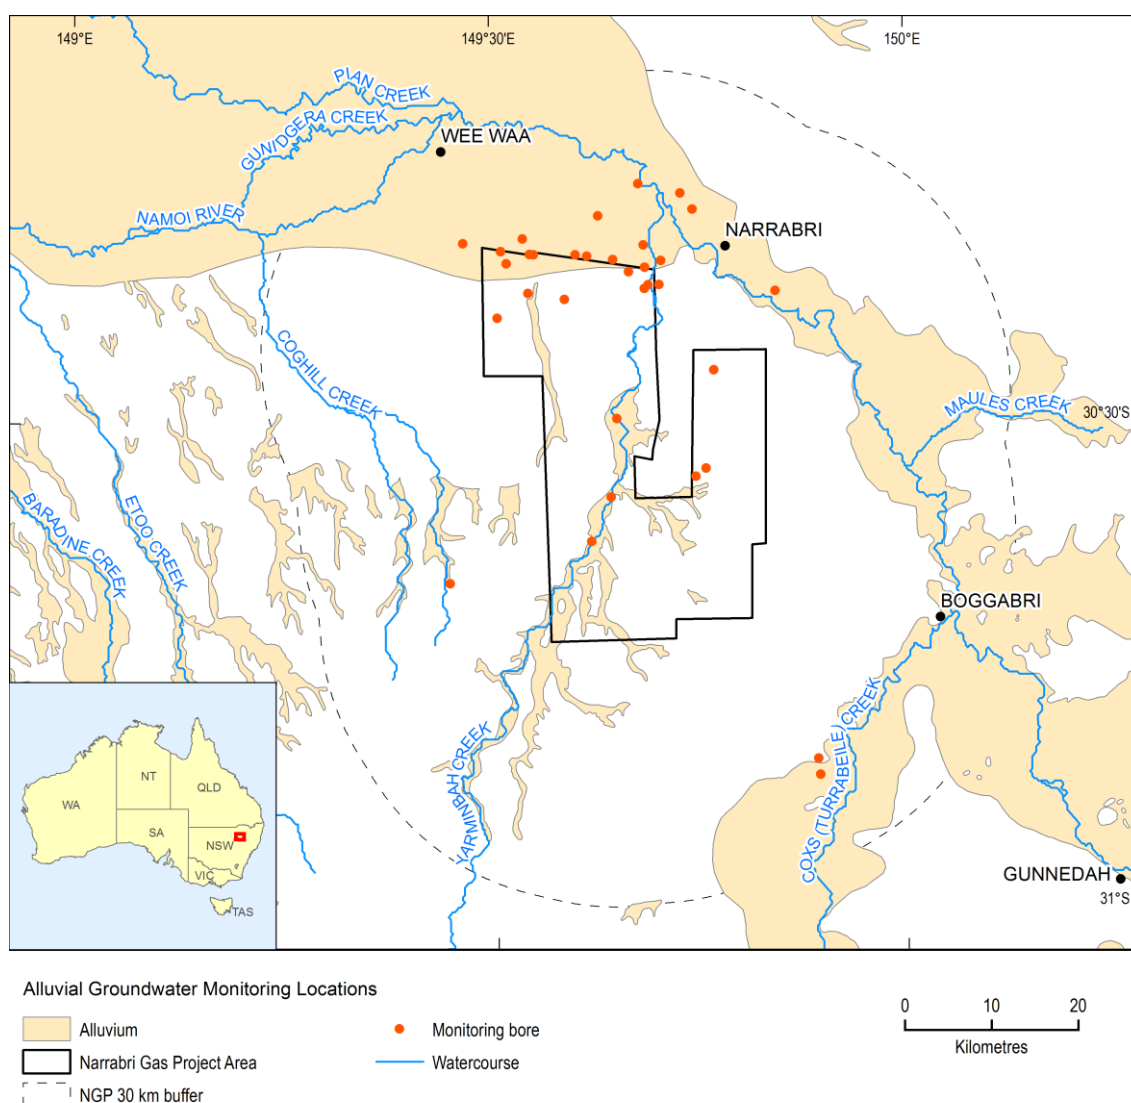 149°E
149°30'E
150°E
PIAN CREEK
GUNIDGERA CREEK
WEE WAA
NAMOI RIVER
NARRABRI
COGHILL CREEK
MAULES CREEK
30°30'S
BARADINE CREEK
ETOO CREEK
BOGGABRI
YARMINBAH CREEK
COXS (TURRABEILE) CREEK
GUNNEDAH
31°S
WA
NT
QLD
SA
NSW
VIC
TAS
Alluvial Groundwater Monitoring Locations
Alluvium
Monitoring bore
Narrabri Gas Project Area
Watercourse
NGP 30 km buffer
0
10
20
Kilometres